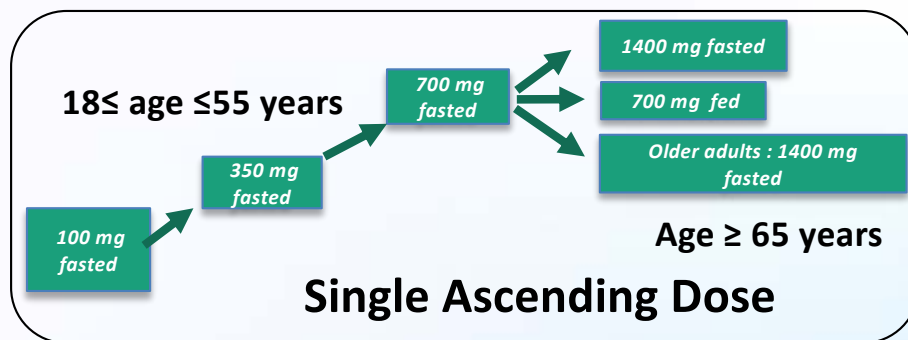 1400 mg fasted
700 mg
fasted
700 mg fed
18≤ age ≤55 years
Older adults : 1400 mg
fasted
350 mg
fasted
100 mg
fasted
Age ≥ 65 years
Single Ascending Dose